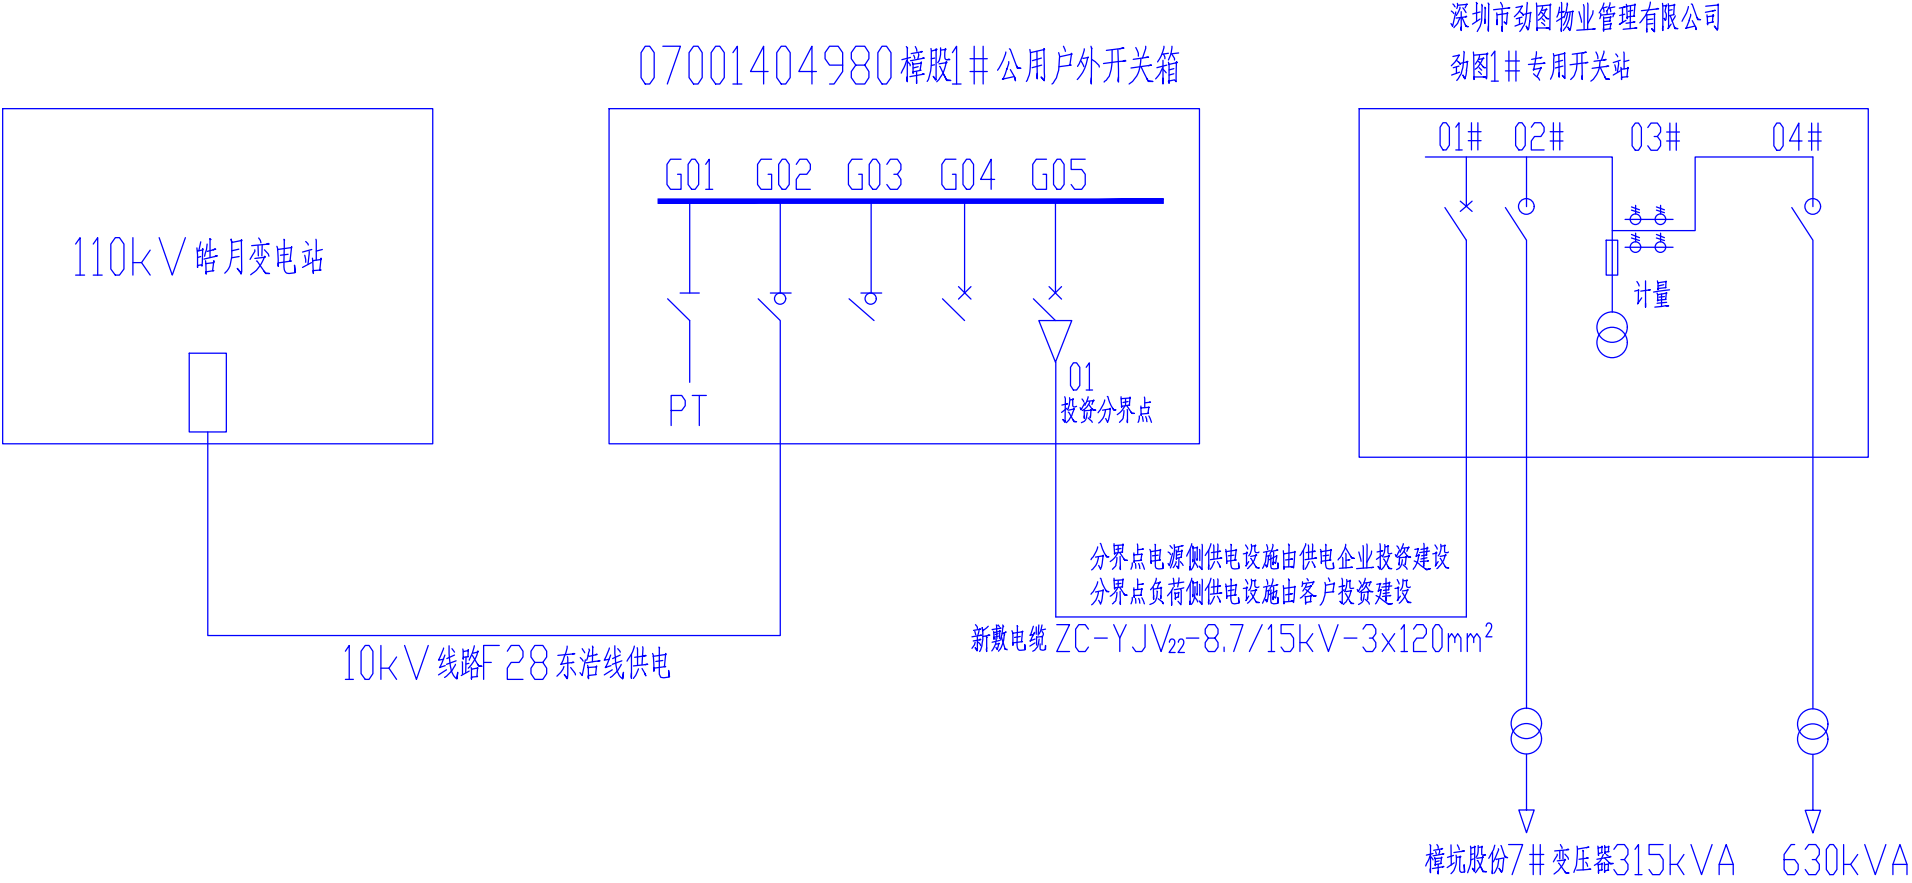 深圳市劲图物业管理有限公司
劲图1#专用开关站
07001404980樟股1#公用户外开关箱
01# 02# 03# 04#
G01 G02 G03 G04 G05
110kV皓月变电站
计量
01
投资分界点
PT
分界点电源侧供电设施由供电企业投资建设
分界点负荷侧供电设施由客户投资建设
新敷电缆 ZC-YJV22-8.7/15kV-3x120mm²
10kV线路F28东浩线供电
樟坑股份7#变压器315kVA 630kVA